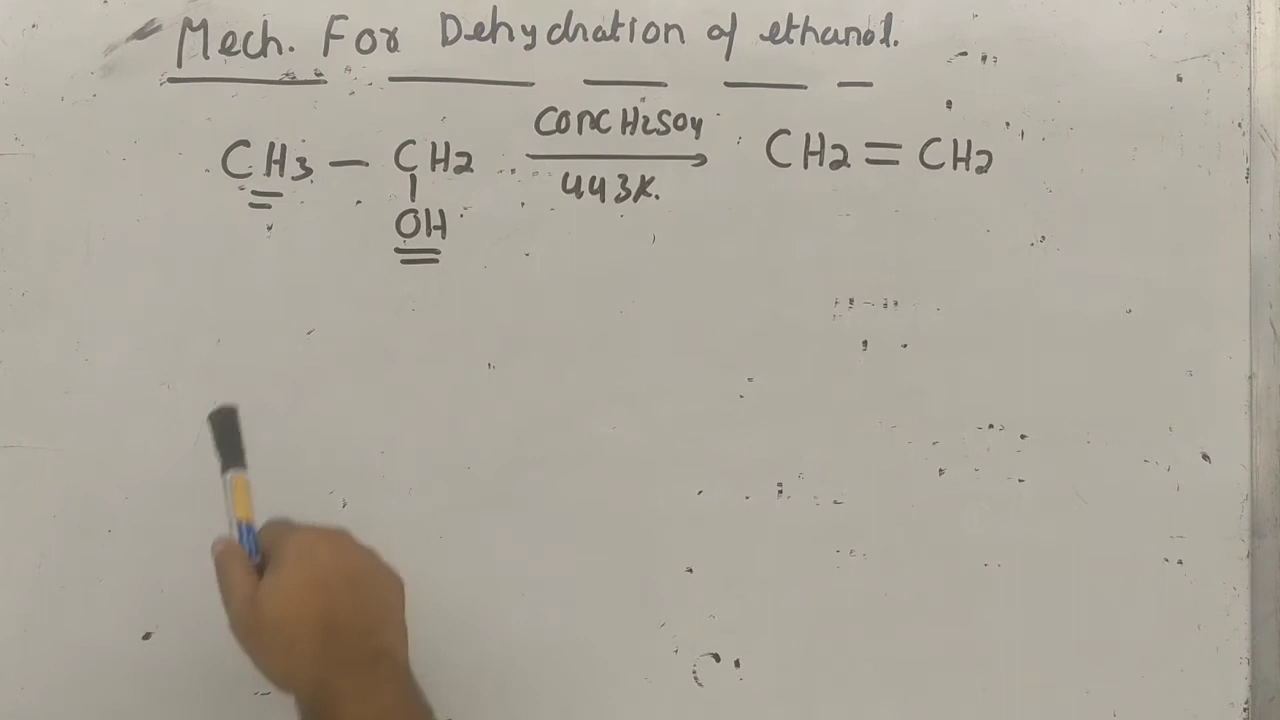 Mech. For Dehydration of ethanol.
CH3 — CH2 conc H2SO4 CH2 = CH2
443K.
OH